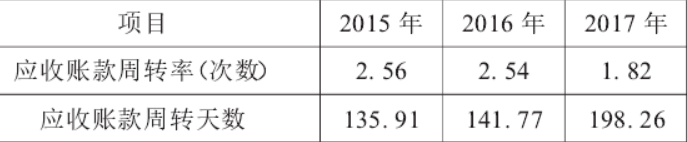 项目 2015 年 2016 年 2017 年
应收账款周转率(次数) 2.56 2.54 1.82
应收账款周转天数 135.91 141.77 198.26